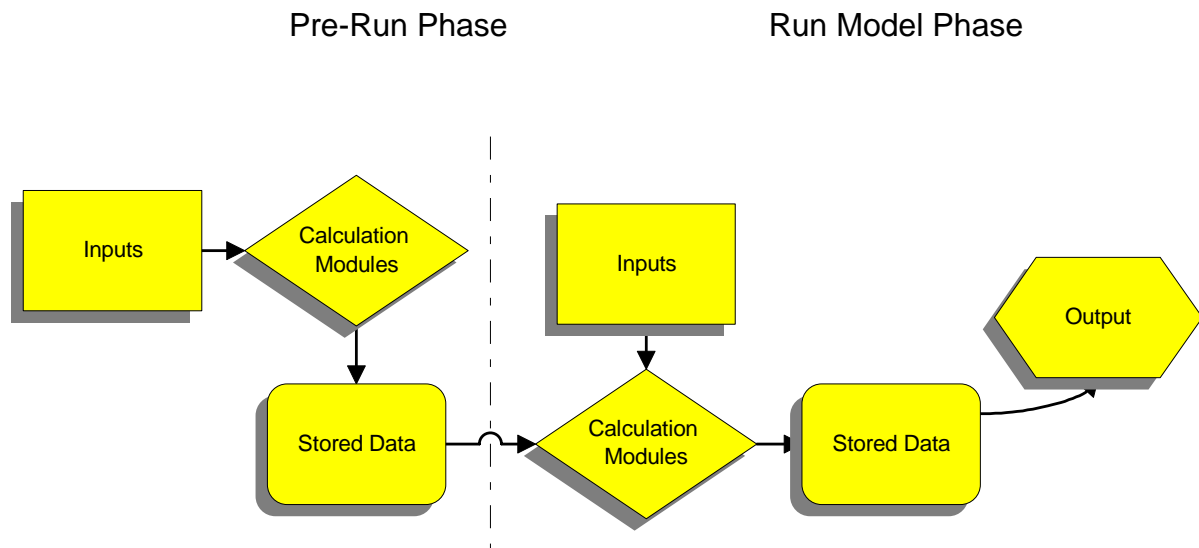 Pre-Run Phase
Run Model Phase
Inputs
Calculation
Modules
Stored Data
Inputs
Calculation
Modules
Stored Data
Output